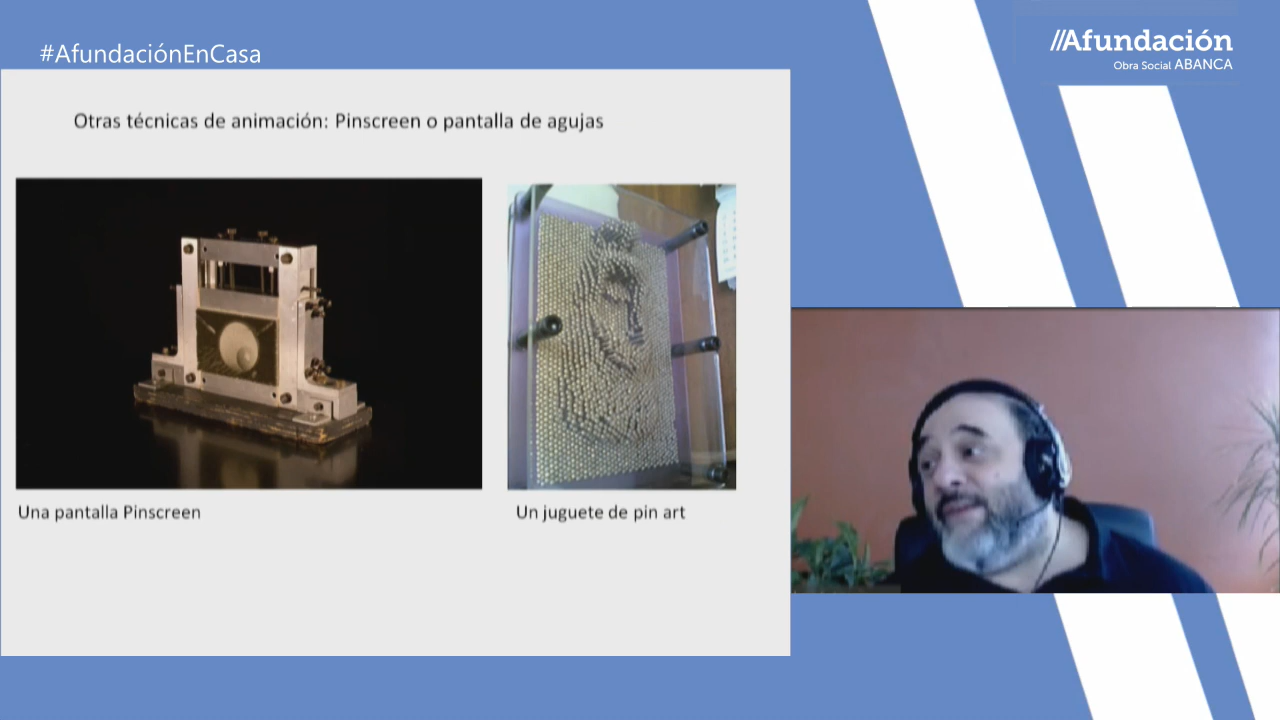 #AfundaciónEnCasa
//Afundación
Obra Social ABANCA
Otras técnicas de animación: Pinscreen o pantalla de agujas
Una pantalla Pinscreen
Un juguete de pin art